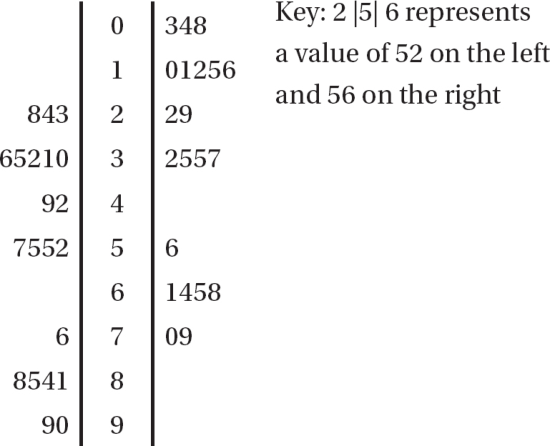 0 348 Key: 2 |5| 6 represents
1 01256 a value of 52 on the left
843 2 29 and 56 on the right
65210 3 2557
92 4
7552 5 6
6 1458
6 7 09
8541 8
90 9